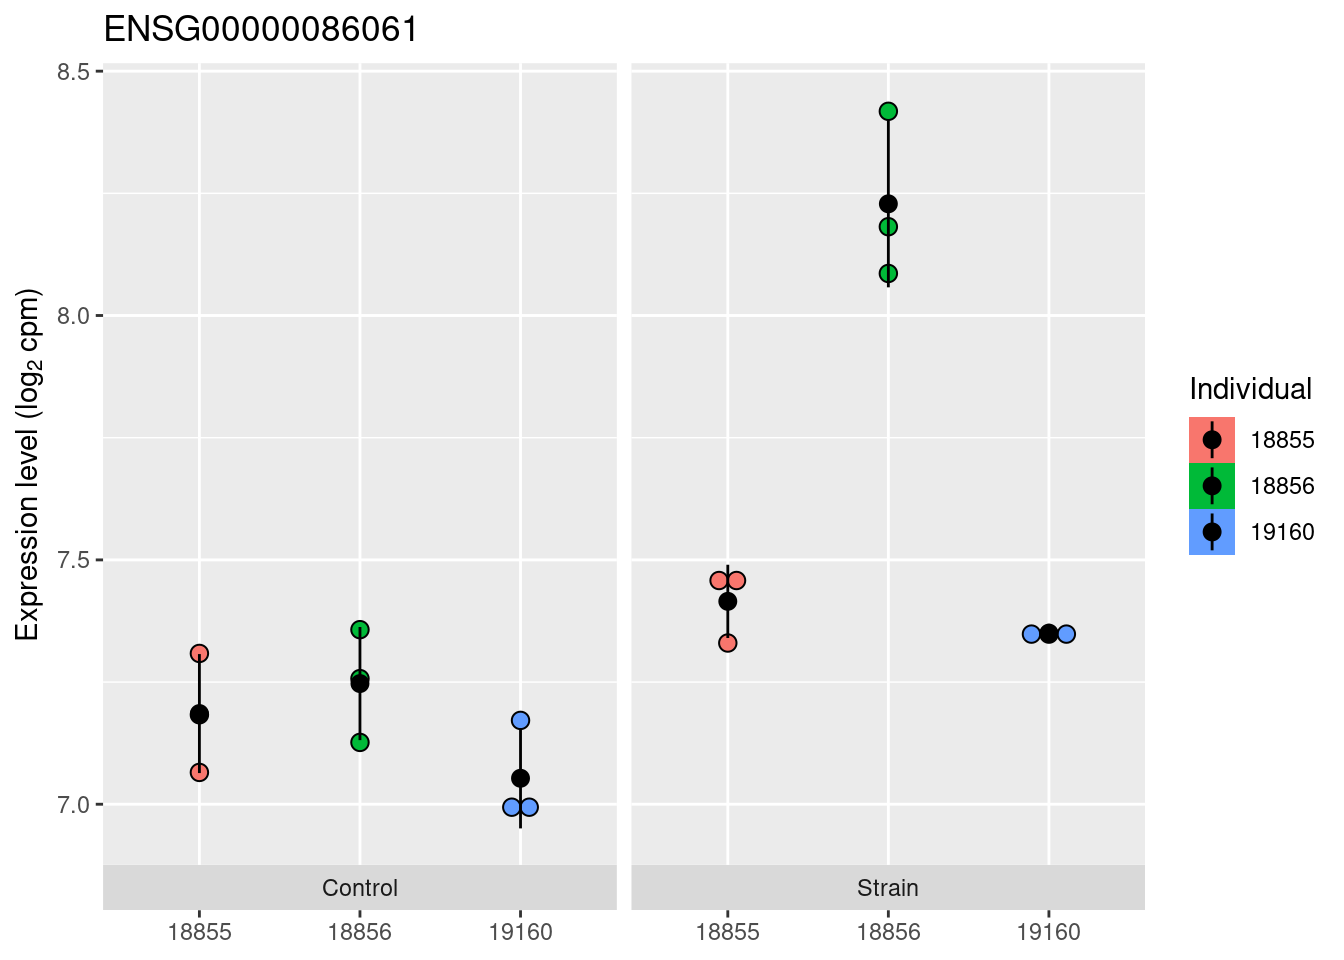 ENSG00000086061
Expression level (log2 cpm)
8.5
8.0
7.5
7.0
Control
Strain
18855
18856
19160
18855
18856
19160
Individual
18855
18856
19160